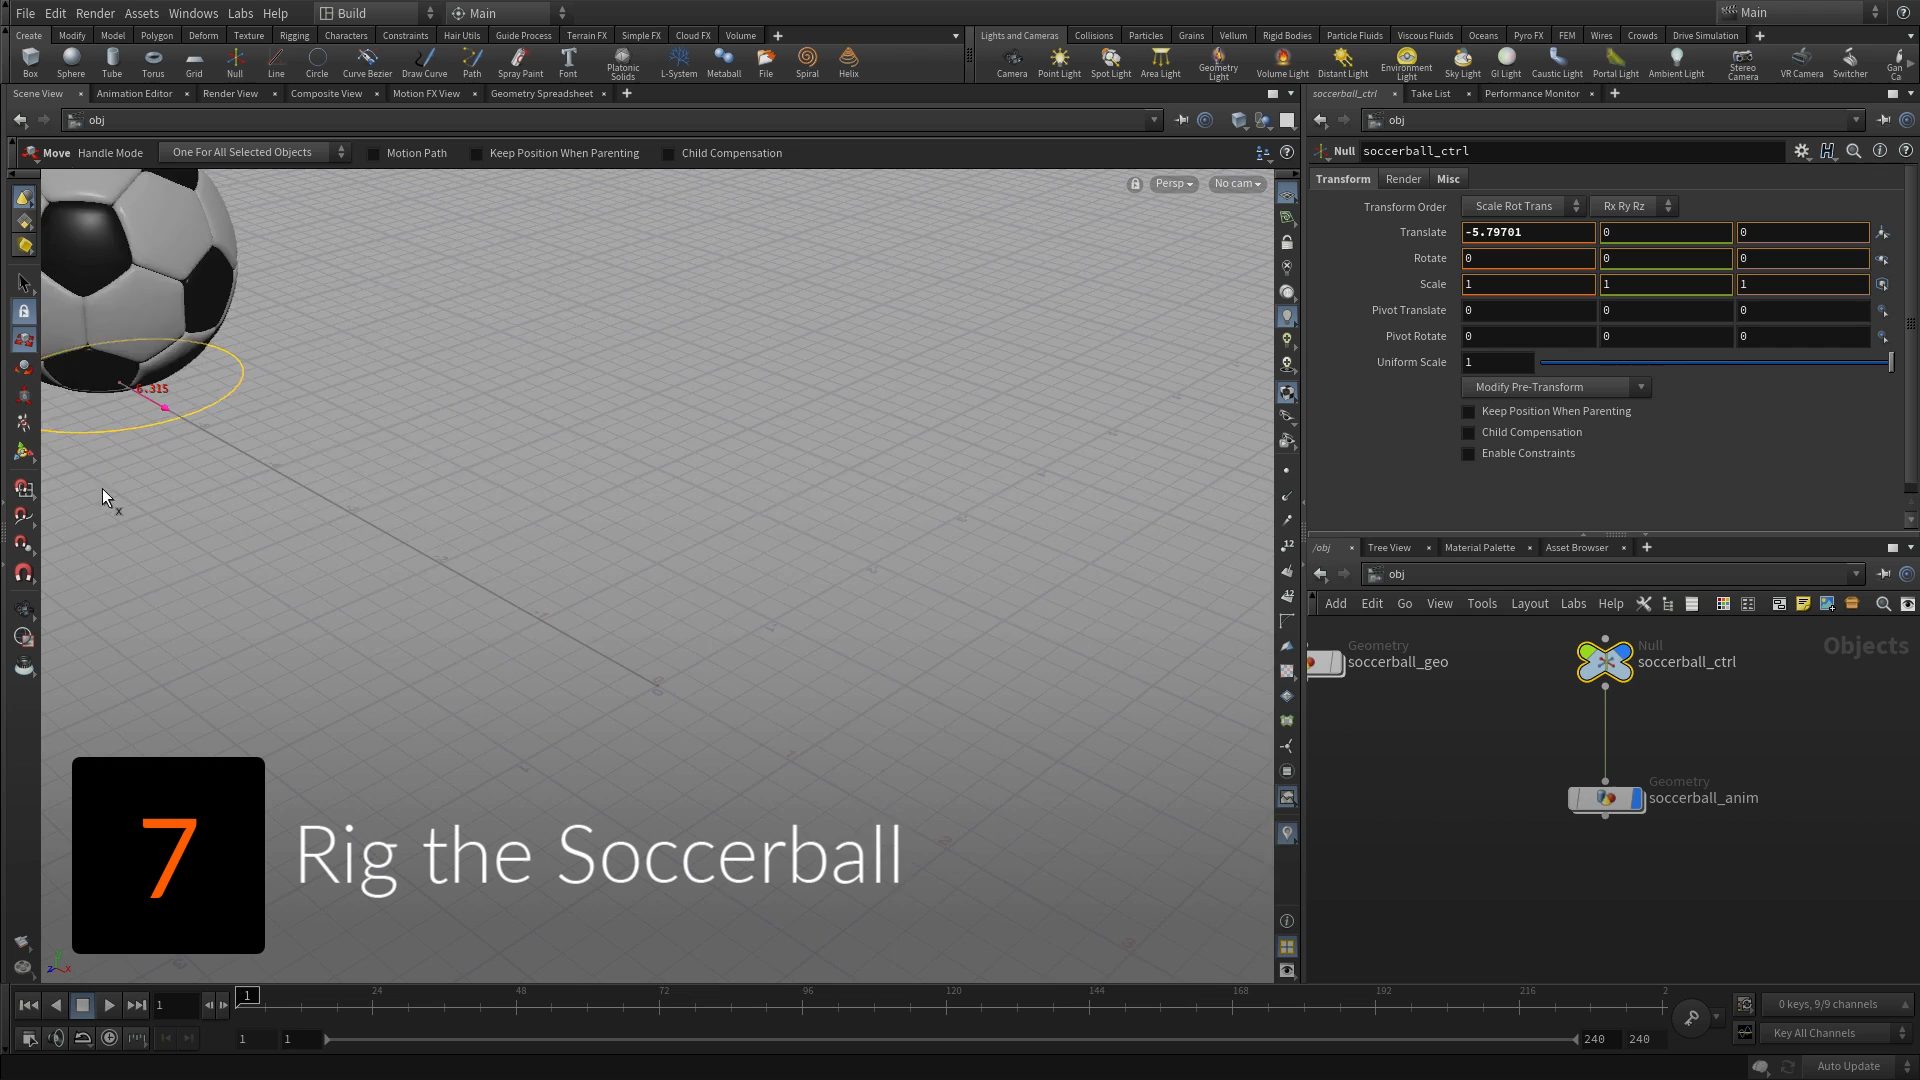 File Edit Render Assets Windows Labs Help Build Main Main
Create Modify Model Polygon Deform Texture Rigging Characters Constraints Hair Utils Guide Process Terrain FX Simple FX Cloud FX Volume
Lights and Cameras Collisions Particles Grains Vellum Rigid Bodies Particle Fluids Viscous Fluids Oceans Pyro FX FEM Wires Crowds Drive Simulation
Box Sphere Tube Torus Grid Null Line Circle Curve Bezier Draw Curve Path Spray Paint Font Platonic Solids L-System Metaball File Spiral Helix
Camera Point Light Spot Light Area Light Geometry Light Volume Light Distant Light Environment Light Sky Light GI Light Caustic Light Portal Light Ambient Light Stereo Camera VR Camera Switcher Gan Ca
Scene View Animation Editor Render View Composite View Motion FX View Geometry Spreadsheet
soccerball_ctrl Take List Performance Monitor
obj
obj
Move Handle Mode One For All Selected Objects Motion Path Keep Position When Parenting Child Compensation
Null soccerball_ctrl
Persp No cam
Transform Render Misc
Transform Order Scale Rot Trans Rx Ry Rz
Translate -5.79701 0 0
Rotate 0 0 0
Scale 1 1 1
Pivot Translate 0 0 0
Pivot Rotate 0 0 0
Uniform Scale 1
Modify Pre-Transform
Keep Position When Parenting
Child Compensation
Enable Constraints
/obj Tree View Material Palette Asset Browser
obj
Add Edit Go View Tools Layout Labs Help
Objects
Geometry
soccerball_geo
Null
soccerball_ctrl
Geometry
soccerball_anim
7 Rig the Soccerball
1 1 24 48 72 96 120 144 168 192 216 2
0 keys, 9/9 channels
1 1 240 240
Key All Channels
Auto Update